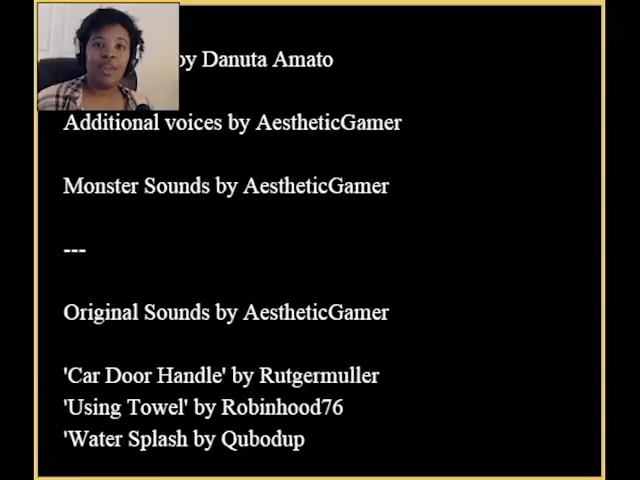 by Danuta Amato
Additional voices by AestheticGamer
Monster Sounds by AestheticGamer
---
Original Sounds by AestheticGamer
'Car Door Handle' by Rutgermuller
'Using Towel' by Robinhood76
'Water Splash by Qubodup